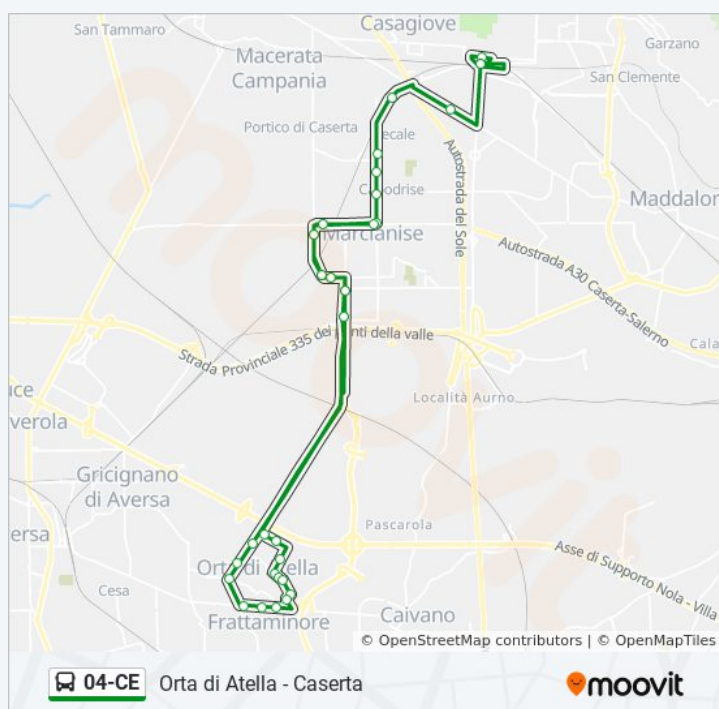 Casagiove
San Tammaro
Garzano
Macerata
Campania
San Clemente
Portico di Caserta
ecale
Autostrada del Sole
Capodrise
Maddalor
Marcianise
Autostrada A30 Caserta-Salerno
Strada Provinciale 335 dei ponti della valle
Cala
uce
Località Aurno
verola
Gricignano
di Aversa
Pascarola
ersa
Orta di Atella
Asse di Supporto Nola - Villa
Cesa
Frattaminore
Caivano
© OpenStreetMap contributors | © OpenMapTiles
04-CE Orta di Atella - Caserta
moovit